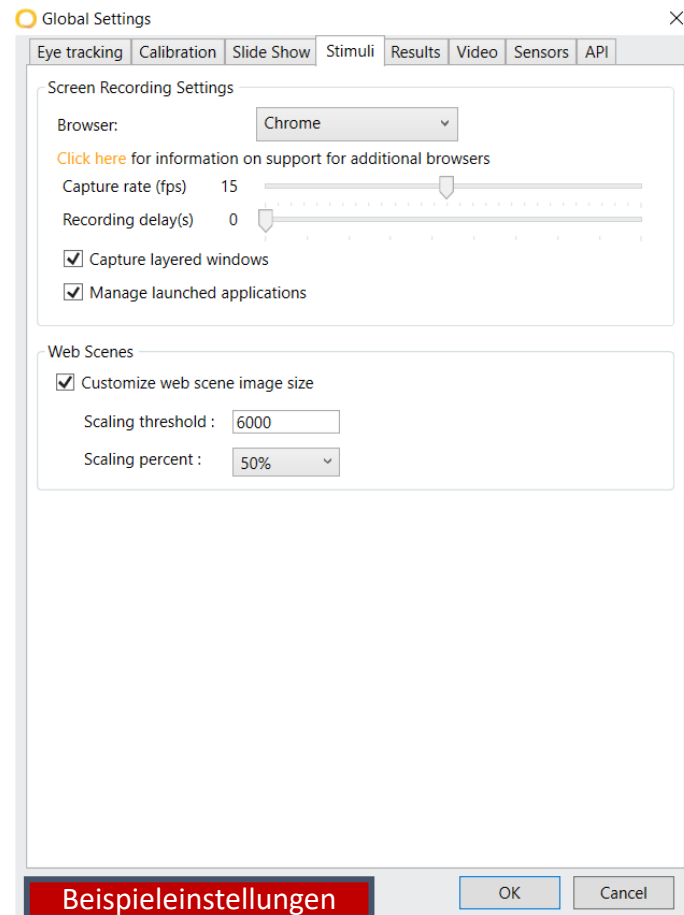 Global Settings
Eye tracking Calibration Slide Show Stimuli Results Video Sensors API
Screen Recording Settings
Browser: Chrome
Click here for information on support for additional browsers
Capture rate (fps) 15
Recording delay(s) 0
Capture layered windows
Manage launched applications
Web Scenes
Customize web scene image size
Scaling threshold : 6000
Scaling percent : 50%
Beispieleinstellungen OK Cancel